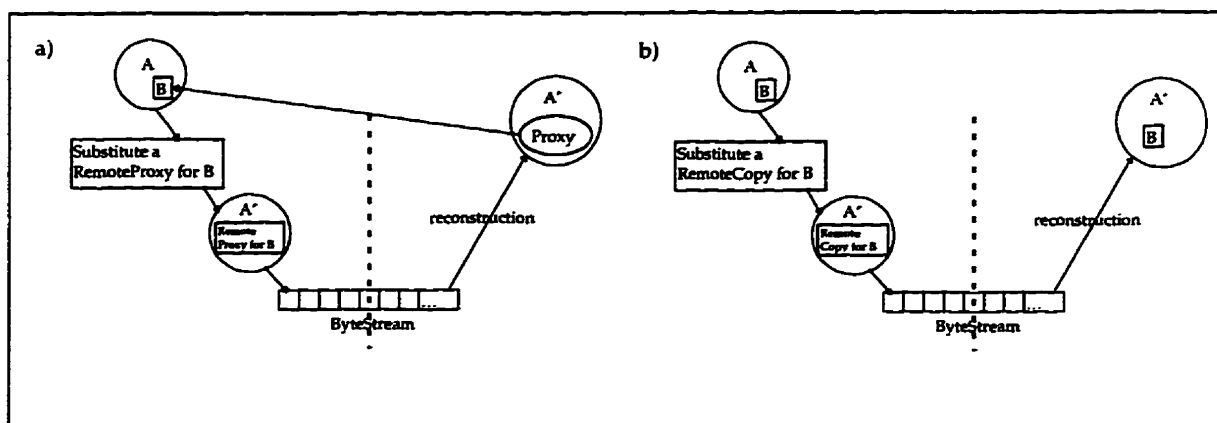 a)
A
B
Substitute a
RemoteProxy for B
A'
Remote
Proxy for B
ByteStream
...
reconstruction
A'
Proxy
b)
A
B
Substitute a
RemoteCopy for B
A'
Remote
Copy for B
ByteStream
...
reconstruction
A'
B